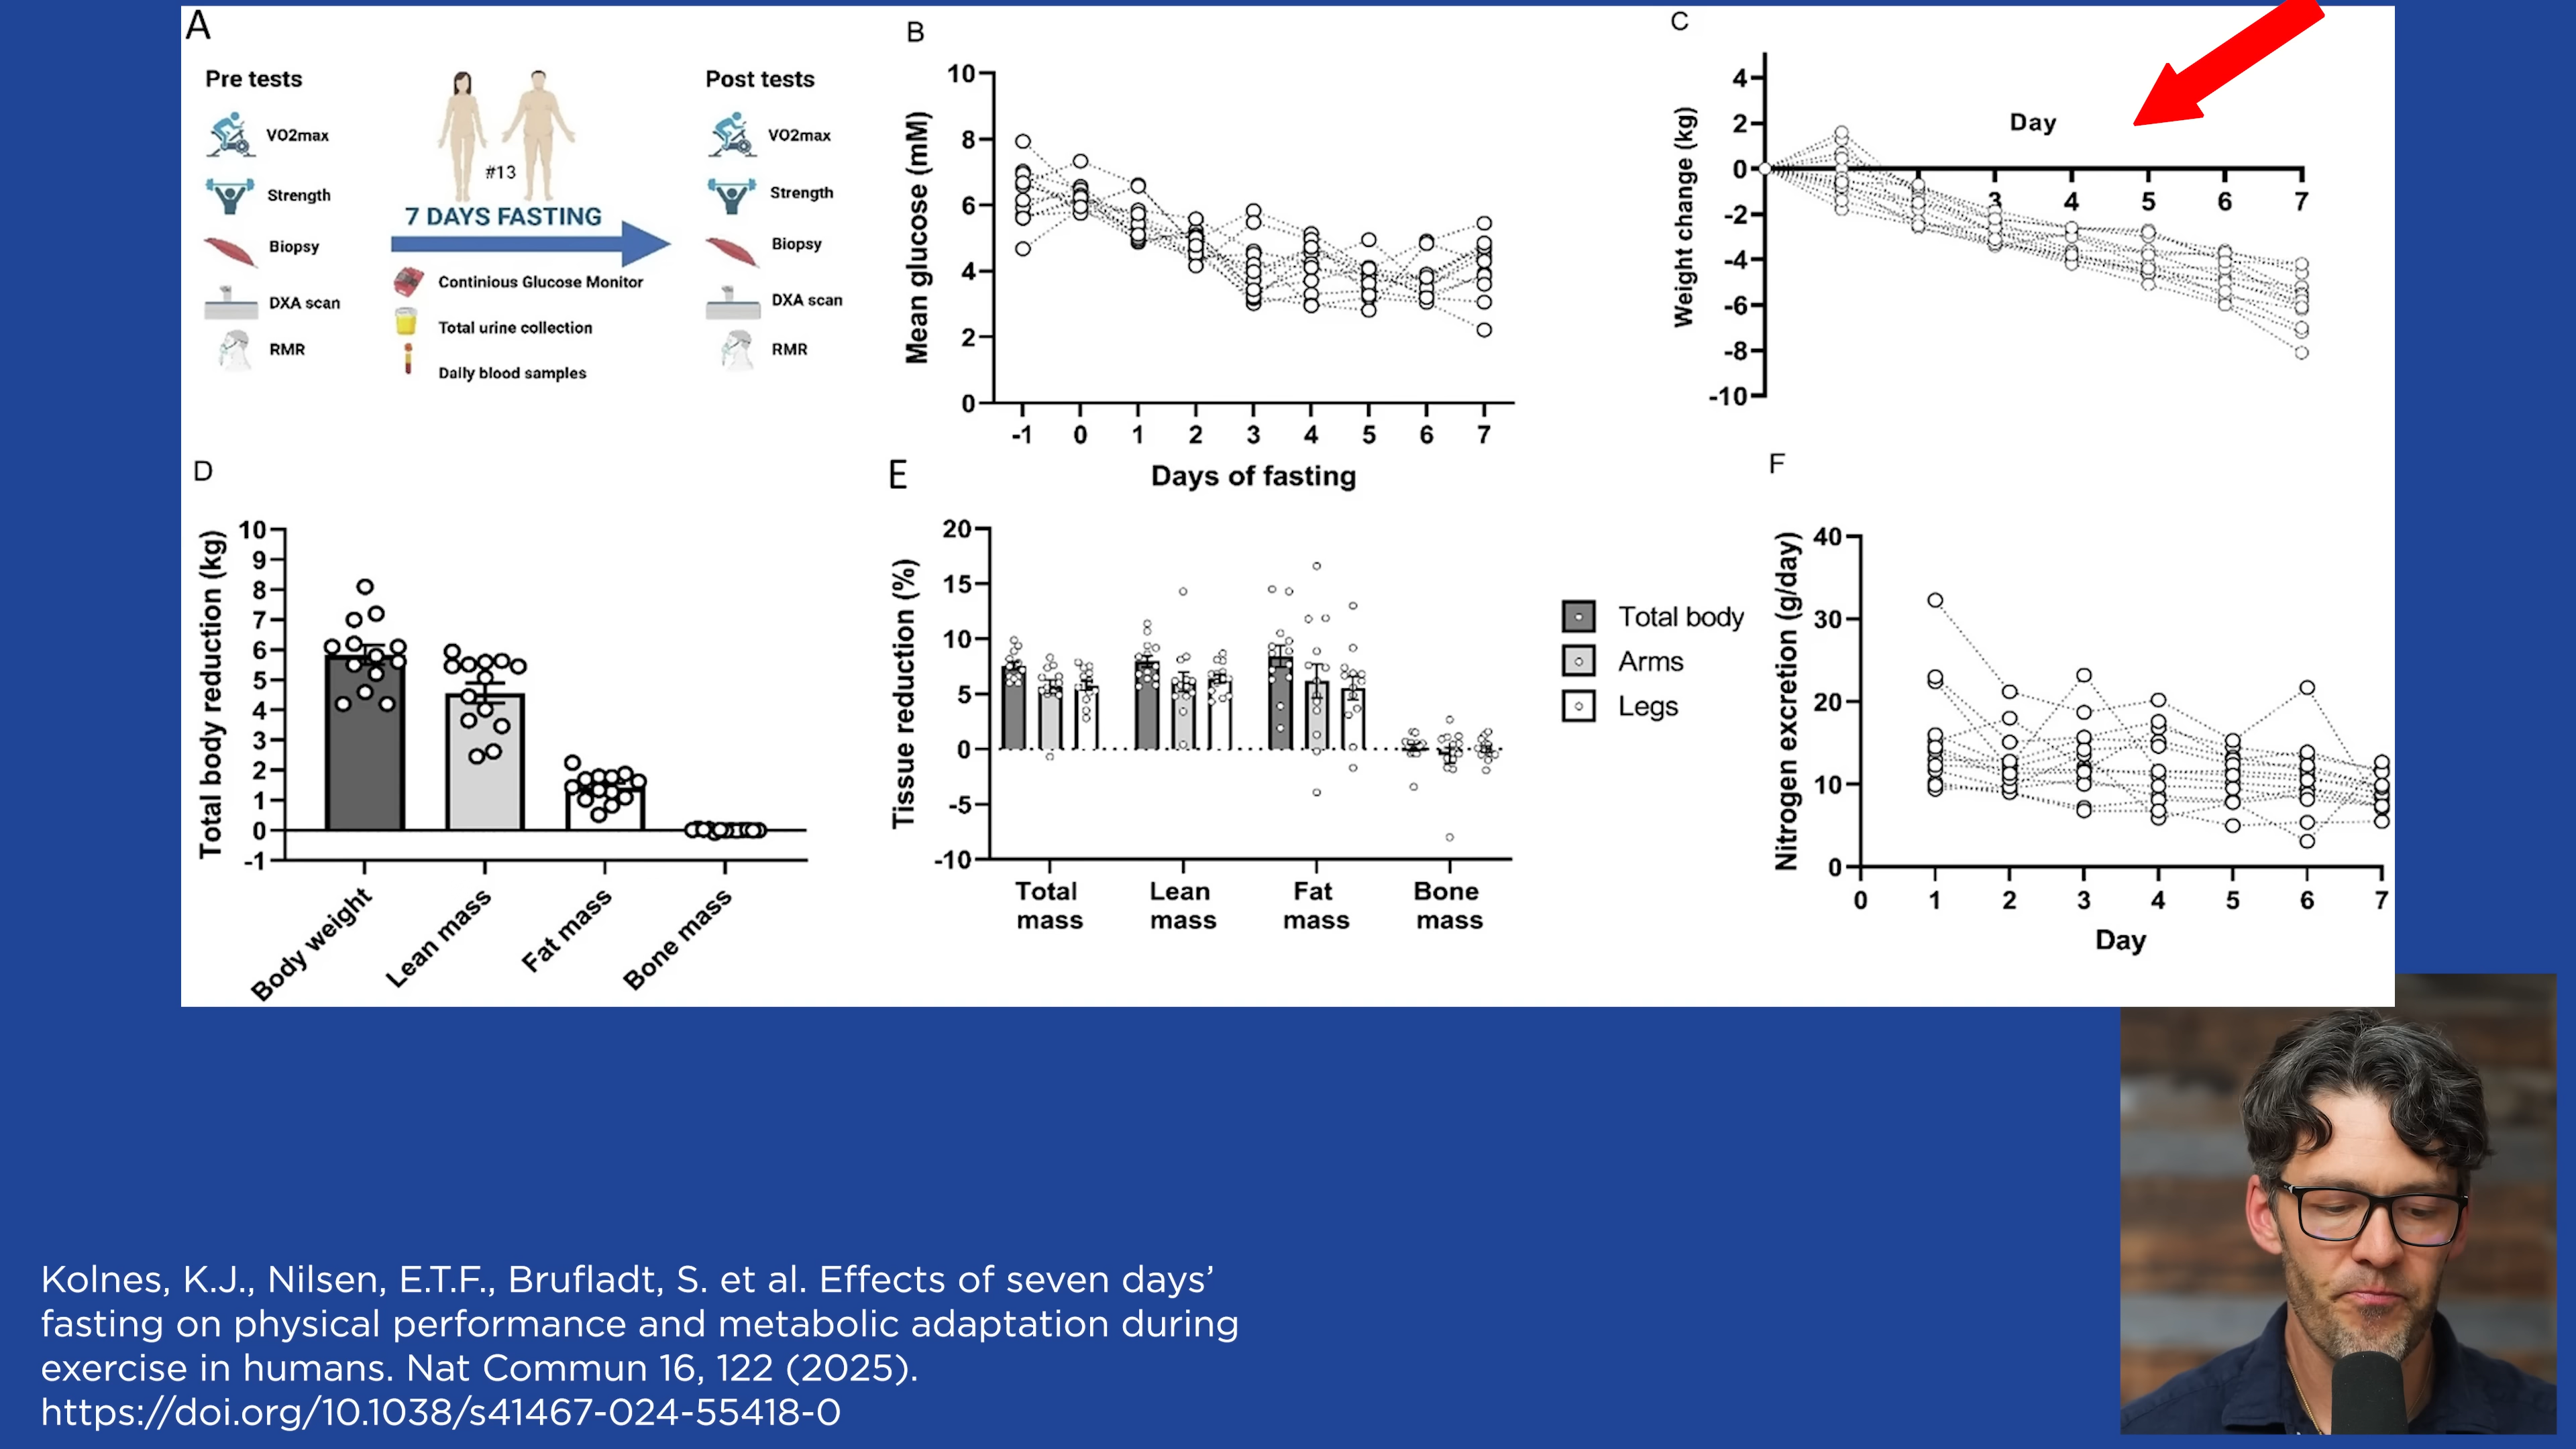 A
Pre tests
VO2max
Strength
Biopsy
DXA scan
RMR
#13
7 DAYS FASTING
Continious Glucose Monitor
Total urine collection
Daily blood samples
Post tests
VO2max
Strength
Biopsy
DXA scan
RMR
B
Mean glucose (mM)
10
8
6
4
2
0
-1 0 1 2 3 4 5 6 7
Days of fasting
C
Weight change (kg)
4
2
0
-2
-4
-6
-8
-10
Day
3 4 5 6 7
D
Total body reduction (kg)
10
9
8
7
6
5
4
3
2
1
0
-1
Body weight
Lean mass
Fat mass
Bone mass
E
Tissue reduction (%)
20
15
10
5
0
-5
-10
Total mass
Lean mass
Fat mass
Bone mass
Total body
Arms
Legs
F
Nitrogen excretion (g/day)
40
30
20
10
0
0 1 2 3 4 5 6 7
Day
Kolnes, K.J., Nilsen, E.T.F., Brufladt, S. et al. Effects of seven days’
fasting on physical performance and metabolic adaptation during
exercise in humans. Nat Commun 16, 122 (2025).
https://doi.org/10.1038/s41467-024-55418-0